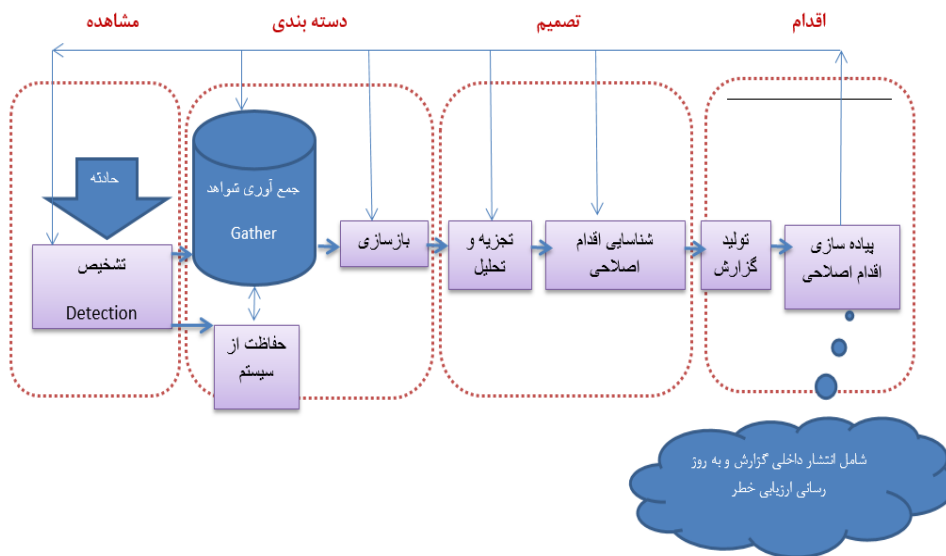 مشاهده
دسته بندی
تصمیم
اقدام
حادثه
تشخیص
Detection
جمع آوری شواهد
Gather
حفاظت از
سیستم
بازسازی
تجزیه و
تحلیل
شناسایی اقدام
اصلاحی
تولید
گزارش
پیاده سازی
اقدام اصلاحی
شامل انتشار داخلی گزارش و به روز
رسانی ارزیابی خطر